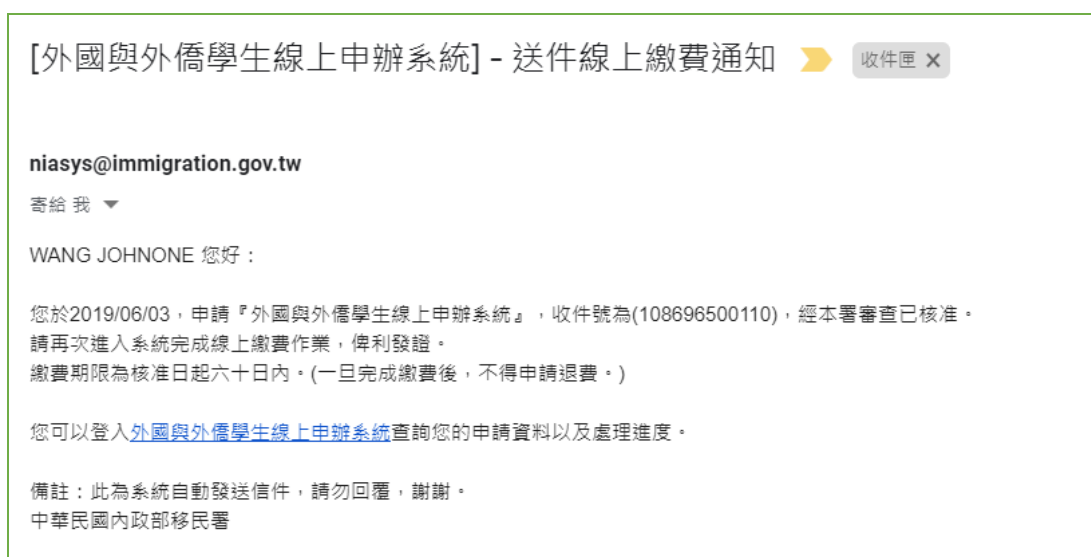 [外國與外僑學生線上申辦系統] - 送件線上繳費通知
收件匣 ×
niasys@immigration.gov.tw
寄給 我
WANG JOHNONE 您好：
您於2019/06/03，申請『外國與外僑學生線上申辦系統』，收件號為(108696500110)，經本署審查已核准。
請再次進入系統完成線上繳費作業，俾利發證。
繳費期限為核准日起六十日內。(一旦完成繳費後，不得申請退費。)
您可以登入外國與外僑學生線上申辦系統查詢您的申請資料以及處理進度。
備註：此為系統自動發送信件，請勿回覆，謝謝。
中華民國內政部移民署